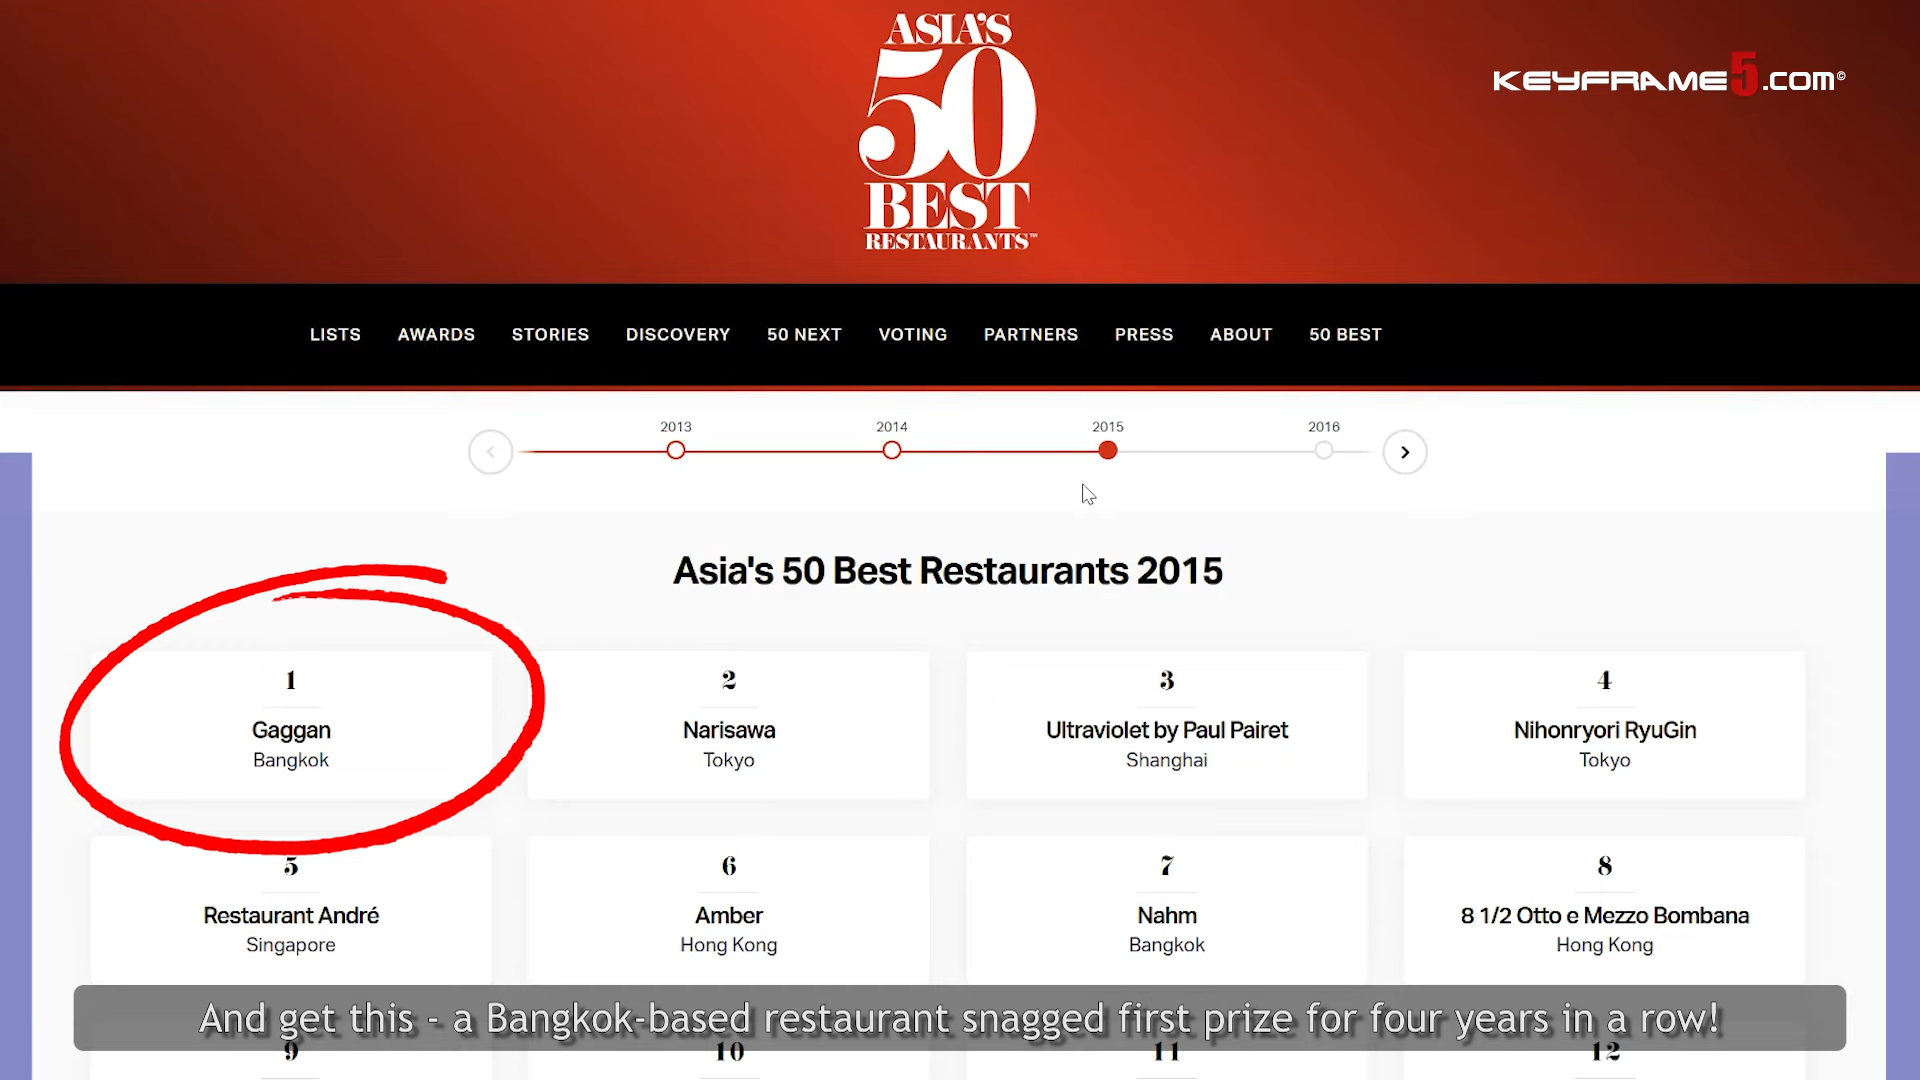 ASIA'S
50
BEST
RESTAURANTS™
KEYFRAME5.COM©
LISTS AWARDS STORIES DISCOVERY 50 NEXT VOTING PARTNERS PRESS ABOUT 50 BEST
2013 2014 2015 2016
Asia's 50 Best Restaurants 2015
1
Gaggan
Bangkok
2
Narisawa
Tokyo
3
Ultraviolet by Paul Pairet
Shanghai
4
Nihonryori RyuGin
Tokyo
5
Restaurant André
Singapore
6
Amber
Hong Kong
7
Nahm
Bangkok
8
8 1/2 Otto e Mezzo Bombana
Hong Kong
And get this - a Bangkok-based restaurant snagged first prize for four years in a row!
9 10 11 12